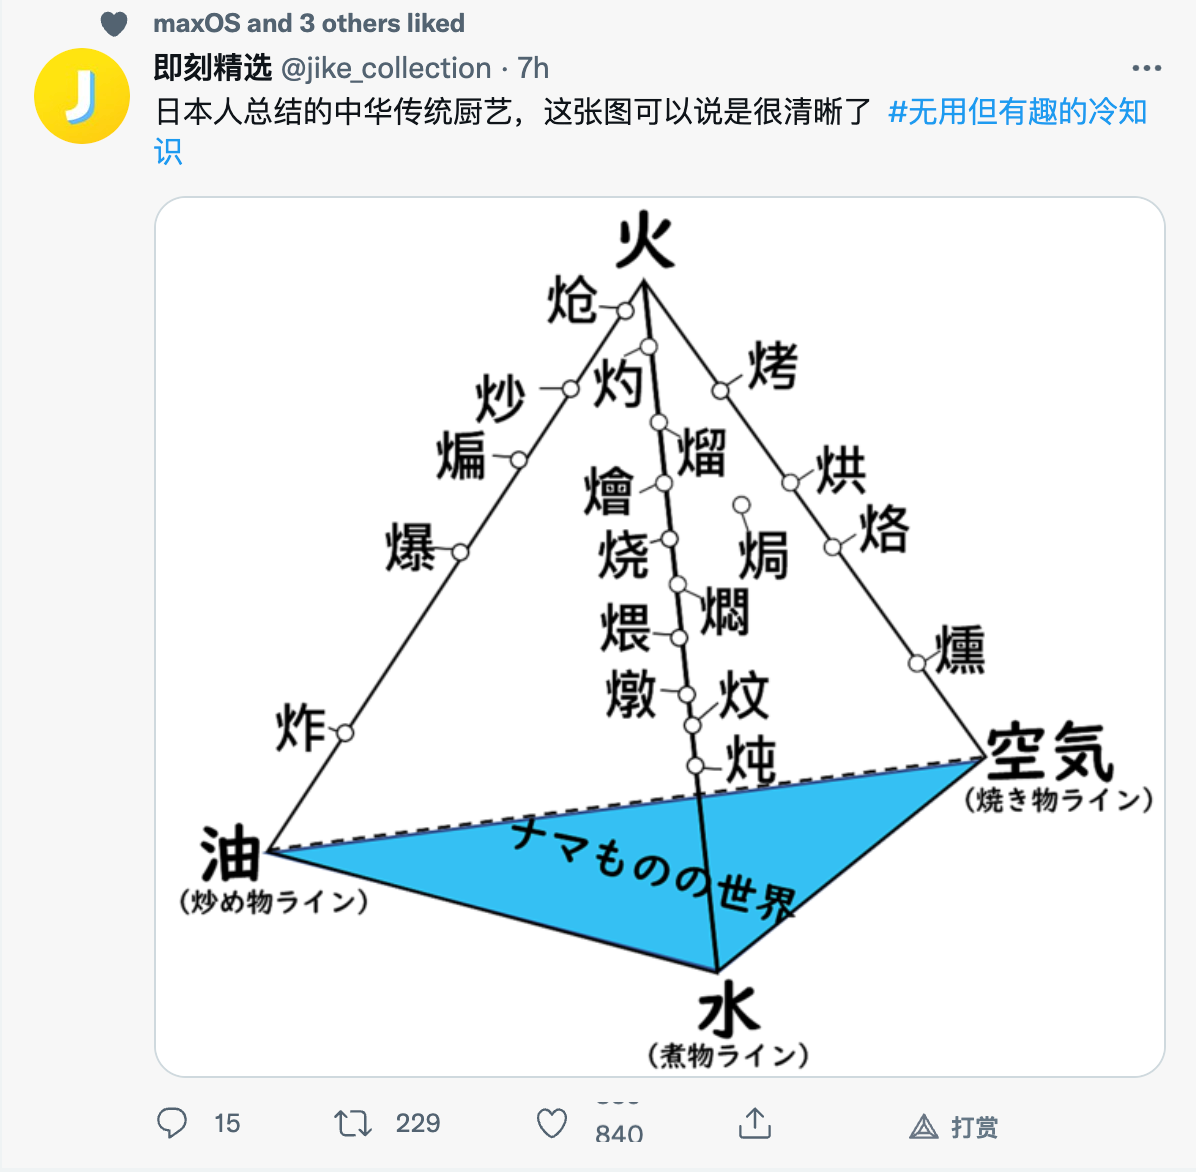 maxOS and 3 others liked
即刻精选 @jike_collection · 7h
日本人总结的中华传统厨艺，这张图可以说是很清晰了 #无用但有趣的冷知
识
火
炝
灼
烤
炒
熘
煸
烘
燴
焗
烙
烧
爆
燜
煨
燻
燉
炆
炸
炖
空気
(焼き物ライン)
油
(炒め物ライン)
ナマものの世界
水
(煮物ライン)
15
229
840
打赏